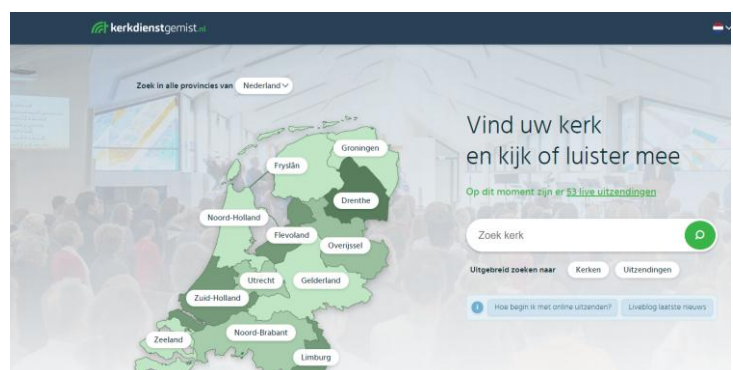 kerkdienstgemist.nl
Zoek in alle provincies van Nederland
Vind uw kerk
en kijk of luister mee
Op dit moment zijn er 53 live uitzendingen
Zoek kerk
Uitgebreid zoeken naar Kerken Uitzendingen
Hoe begin ik met online uitzenden? Liveblog laatste nieuws
Groningen
Fryslân
Drenthe
Noord-Holland
Flevoland
Overijssel
Utrecht
Gelderland
Zuid-Holland
Noord-Brabant
Zeeland
Limburg